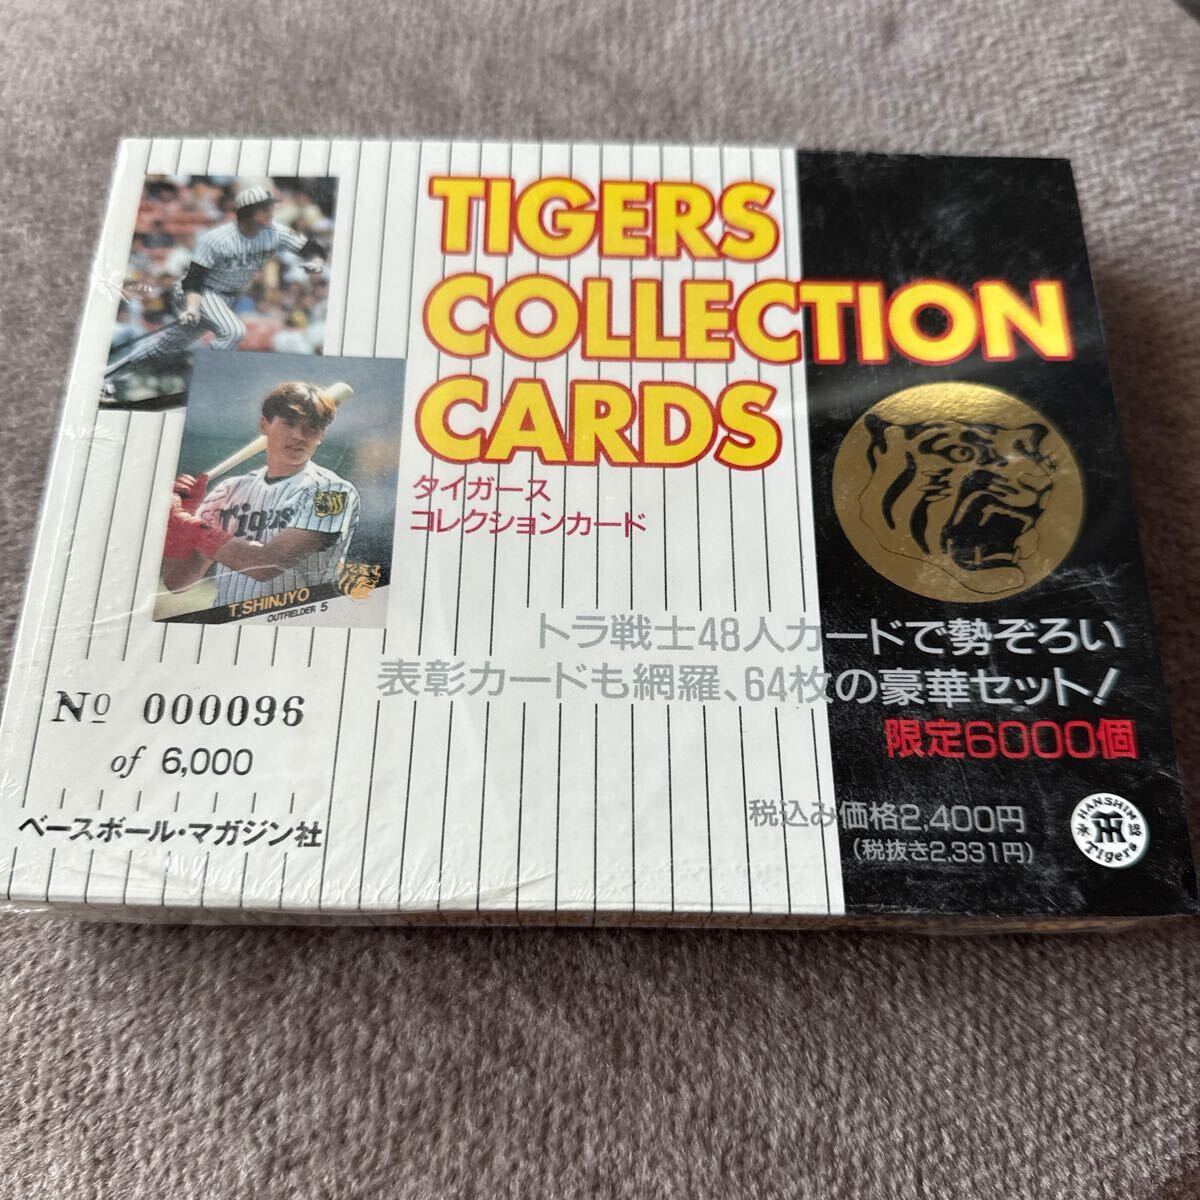 TIGERS
COLLECTION
CARDS
タイガース
コレクションカード
Tigers
T.SHINJYO
OUTFIELDER 5
トラ戦士48人カードで勢ぞろい
表彰カードも網羅、64枚の豪華セット!
限定6000個
No 000096
of 6,000
ベースボール・マガジン社
税込み価格2,400円
(税抜き2,331円)
HANSHIN
Tigers